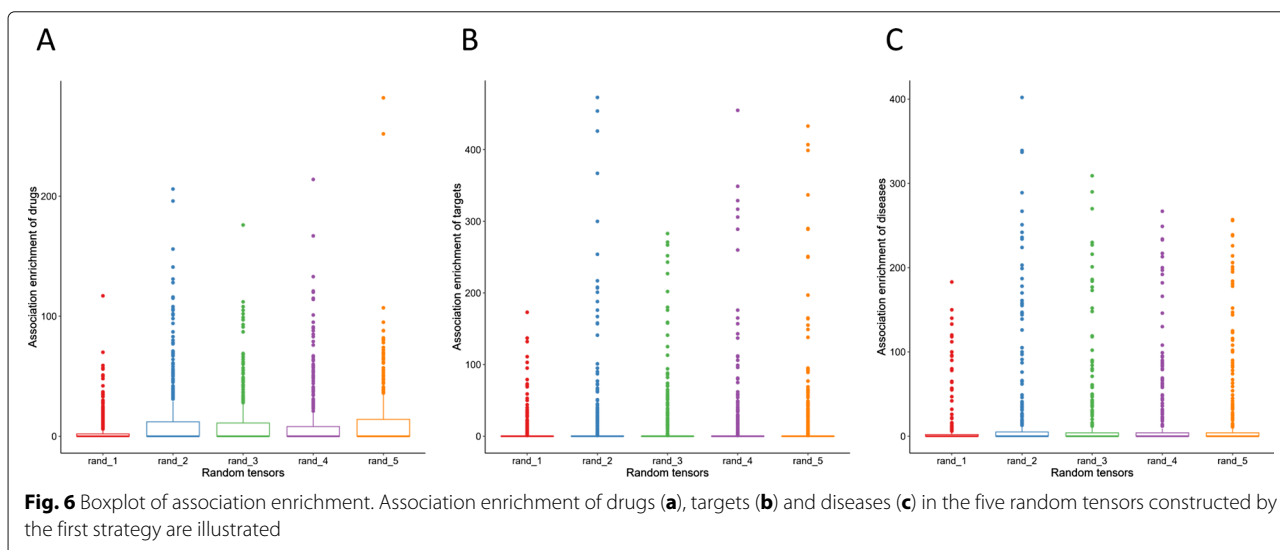 A
B
C
Association enrichment of drugs
200
100
0
rand_1 rand_2 rand_3 rand_4 rand_5
Random tensors
Association enrichment of targets
400
300
200
100
0
rand_1 rand_2 rand_3 rand_4 rand_5
Random tensors
Association enrichment of diseases
400
300
200
100
0
rand_1 rand_2 rand_3 rand_4 rand_5
Random tensors
Fig. 6 Boxplot of association enrichment. Association enrichment of drugs (a), targets (b) and diseases (c) in the five random tensors constructed by
the first strategy are illustrated